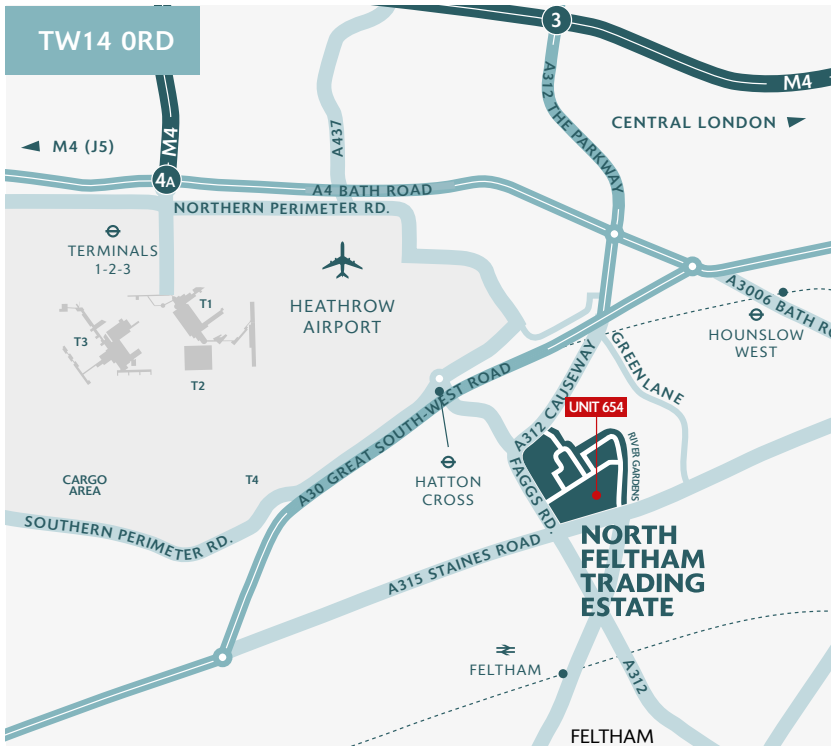 TW14 0RD
3
M4
A312 THE PARKWAY
CENTRAL LONDON
M4 (J5)
M4
A437
4A
A4 BATH ROAD
NORTHERN PERIMETER RD.
TERMINALS
1-2-3
HEATHROW
AIRPORT
T1
T3
T2
A3006 BATH RO
HOUNSLOW
WEST
GREEN LANE
A312 CAUSEWAY
UNIT 654
RIVER GARDENS
A30 GREAT SOUTH-WEST ROAD
HATTON
CROSS
FAGGS RD.
CARGO
AREA
T4
SOUTHERN PERIMETER RD.
A315 STAINES ROAD
NORTH
FELTHAM
TRADING
ESTATE
FELTHAM
A312
FELTHAM